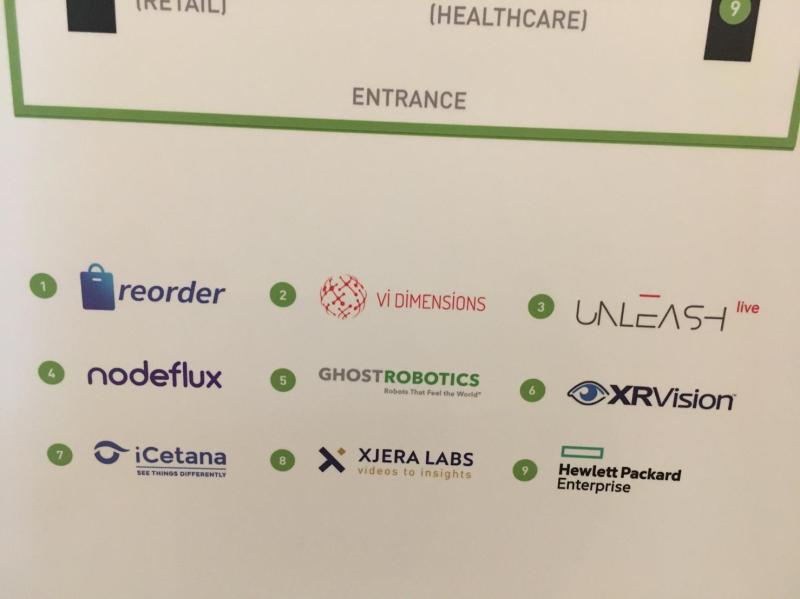 (RETAIL)
(HEALTHCARE)
9
ENTRANCE
1 reorder
2 Vi DiMENSiONS
3 UNLEASH live
4 nodeflux
5 GHOSTROBOTICS
Robots That Feel the World®
6 XRVision™
7 iCetana
SEE THINGS DIFFERENTLY
8 XJERA LABS
videos to insights
9 Hewlett Packard
Enterprise